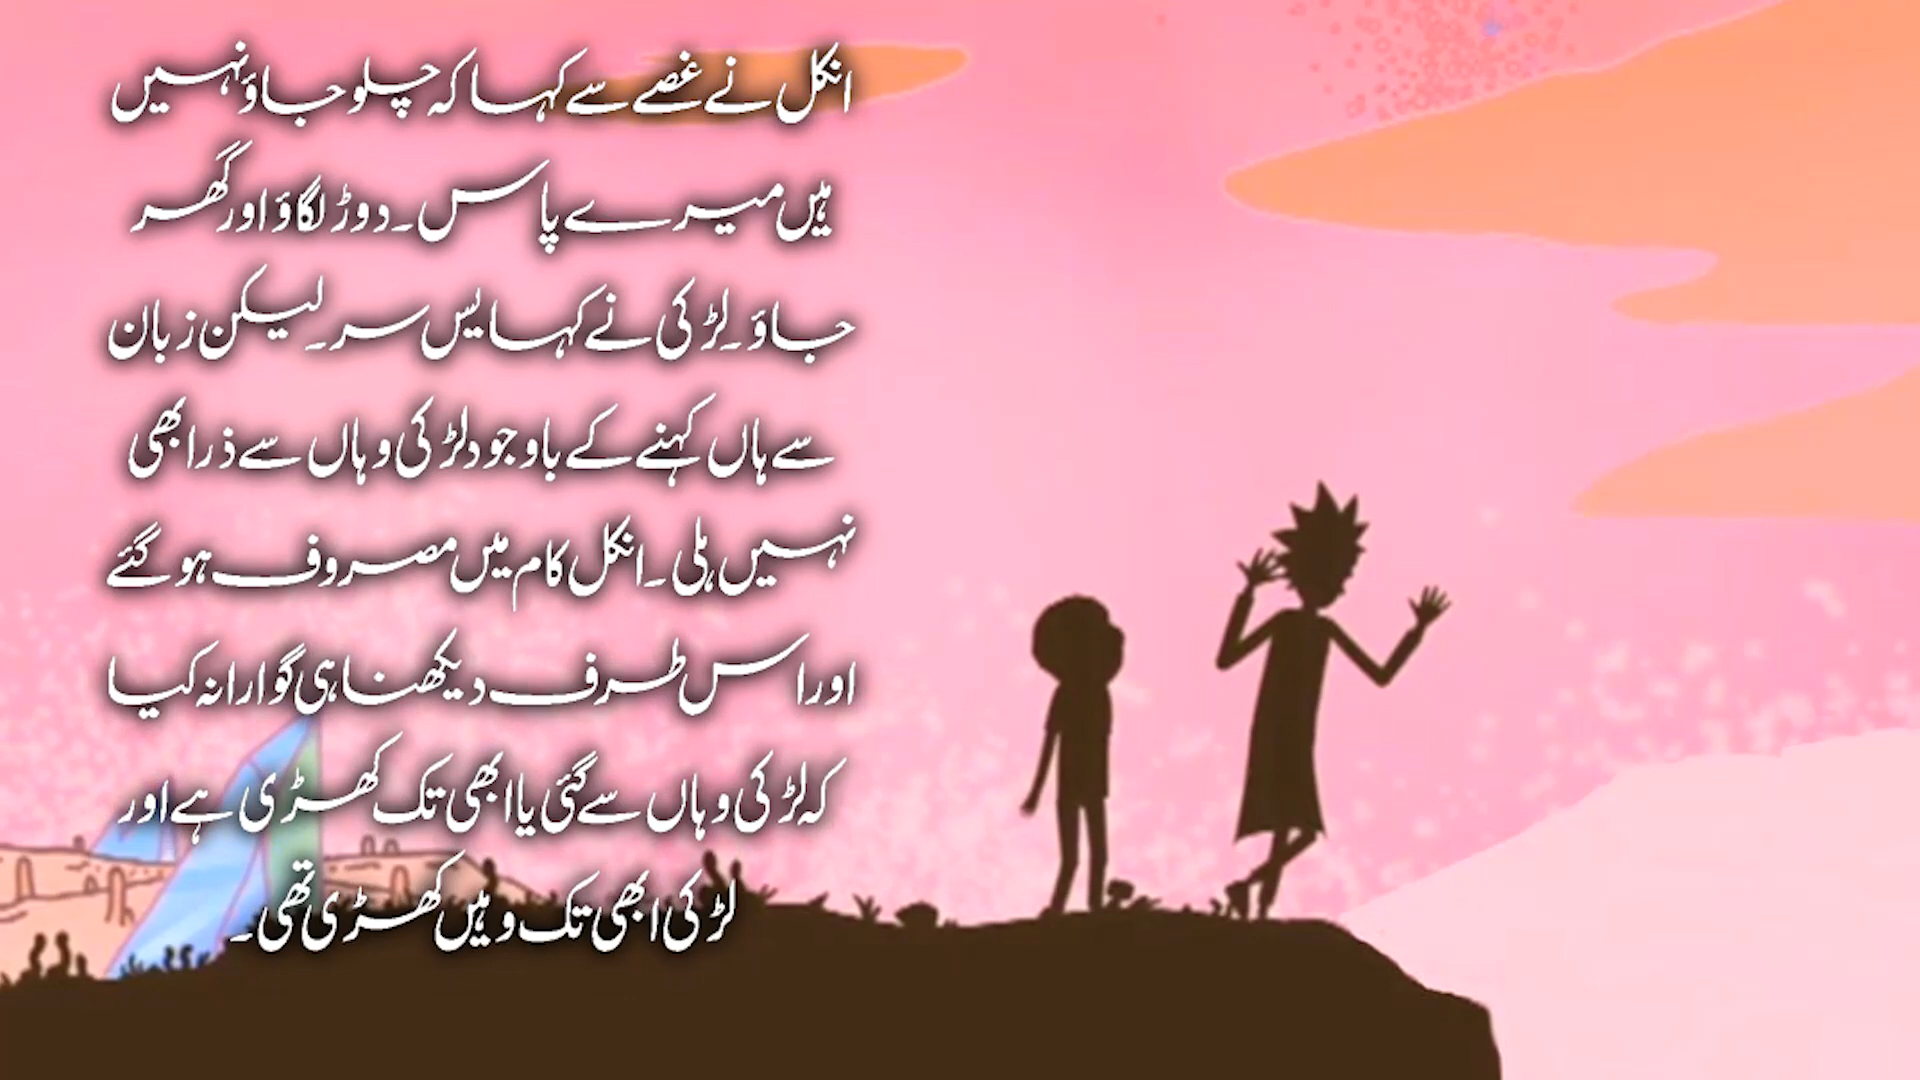 انکل نے غصے سے کہا کہ چلو جاؤ نہیں
ہیں میرے پاس۔ دوڑ لگاؤ اور گھر
جاؤ۔ لڑکی نے کہا یس سر۔ لیکن زبان
سے ہاں کہنے کے باوجود لڑکی وہاں سے ذرا بھی
نہیں ہلی۔ انکل کام میں مصروف ہو گئے
اور اس طرف دیکھنا ہی گوارا نہ کیا
کہ لڑکی وہاں سے گئی یا ابھی تک کھڑی ہے اور
لڑکی ابھی تک وہیں کھڑی تھی۔